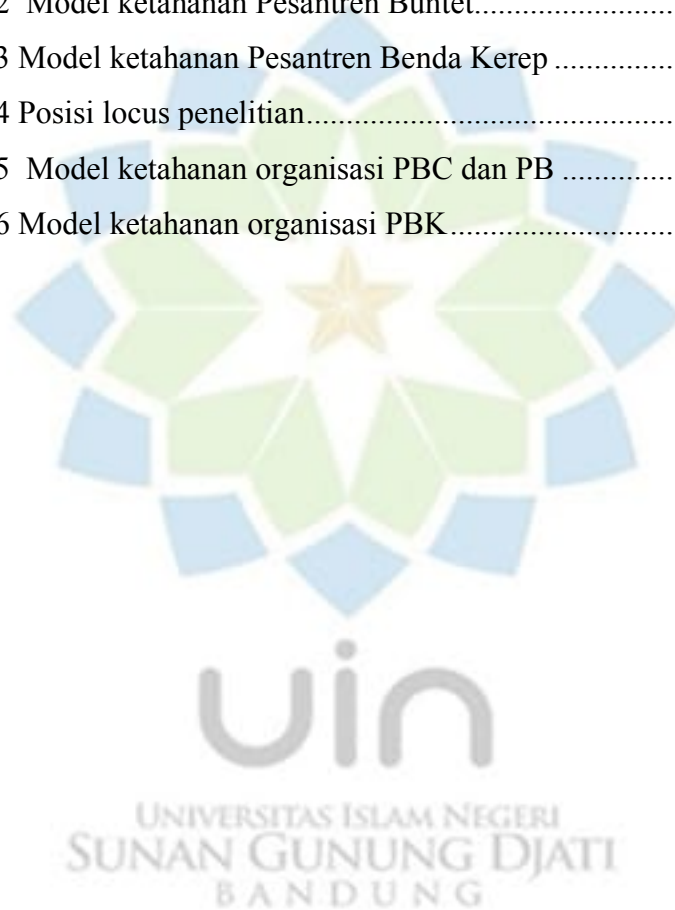 2 Model ketahanan Pesantren Buntet
3 Model ketahanan Pesantren Benda Kerep
4 Posisi locus penelitian
5 Model ketahanan organisasi PBC dan PB
6 Model ketahanan organisasi PBK
uin
UNIVERSITAS ISLAM NEGERI
SUNAN GUNUNG DJATI
BANDUNG